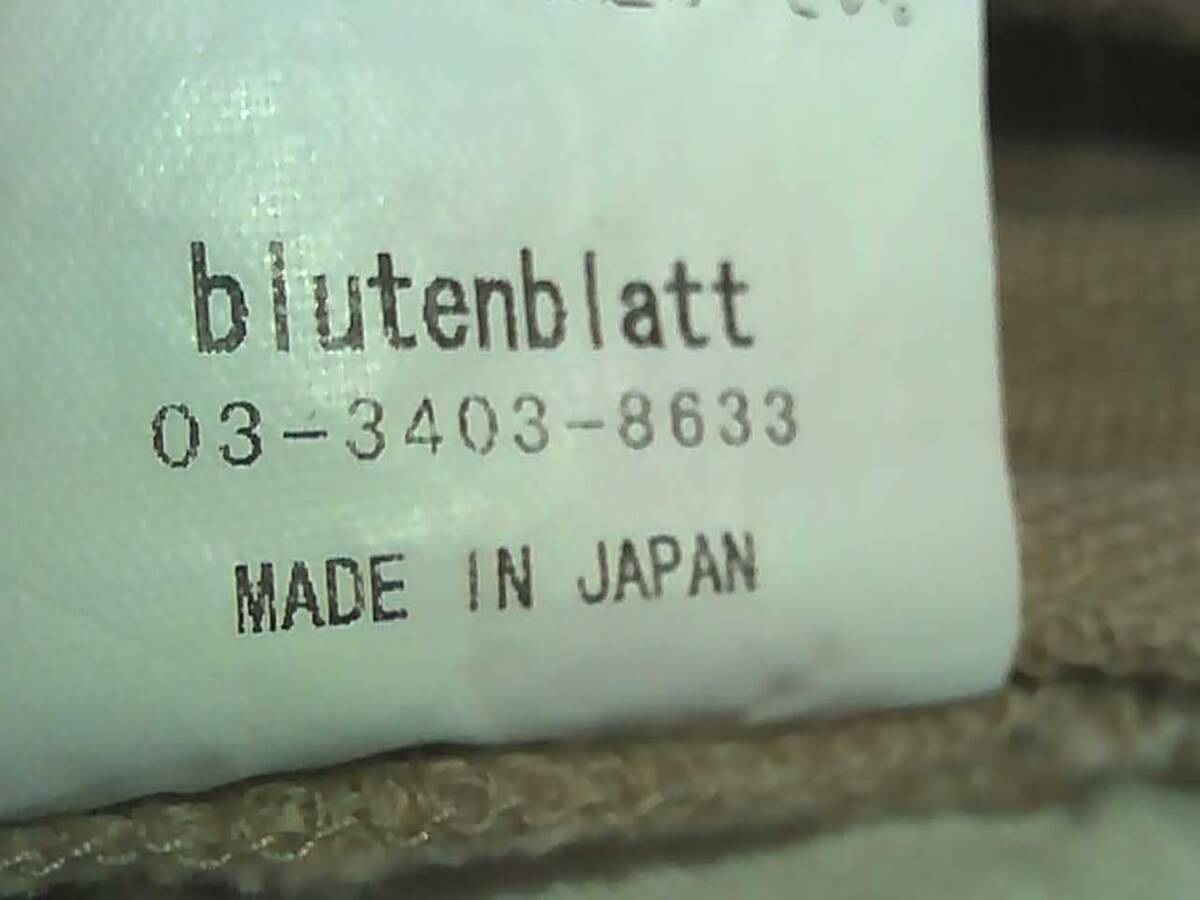 blutenblatt
03-3403-8633
MADE IN JAPAN